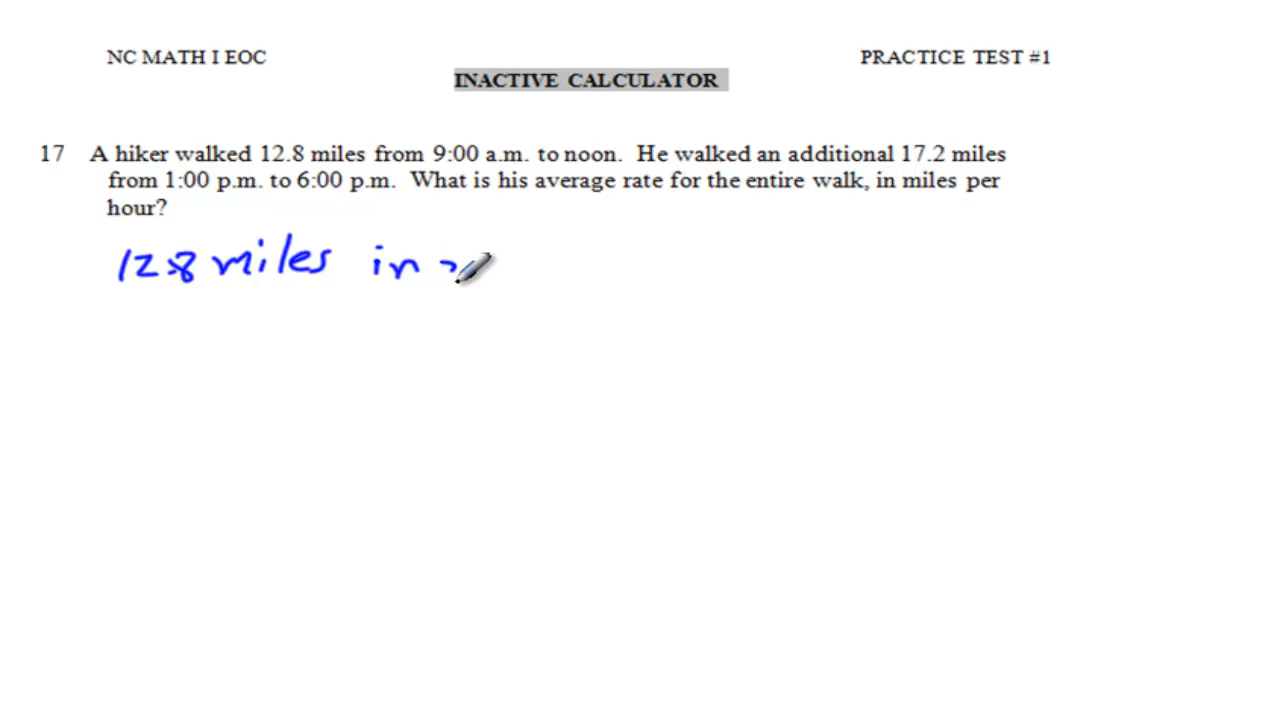 NC MATH I EOC PRACTICE TEST #1
INACTIVE CALCULATOR
17 A hiker walked 12.8 miles from 9:00 a.m. to noon. He walked an additional 17.2 miles
from 1:00 p.m. to 6:00 p.m. What is his average rate for the entire walk, in miles per
hour?
12.8 miles in